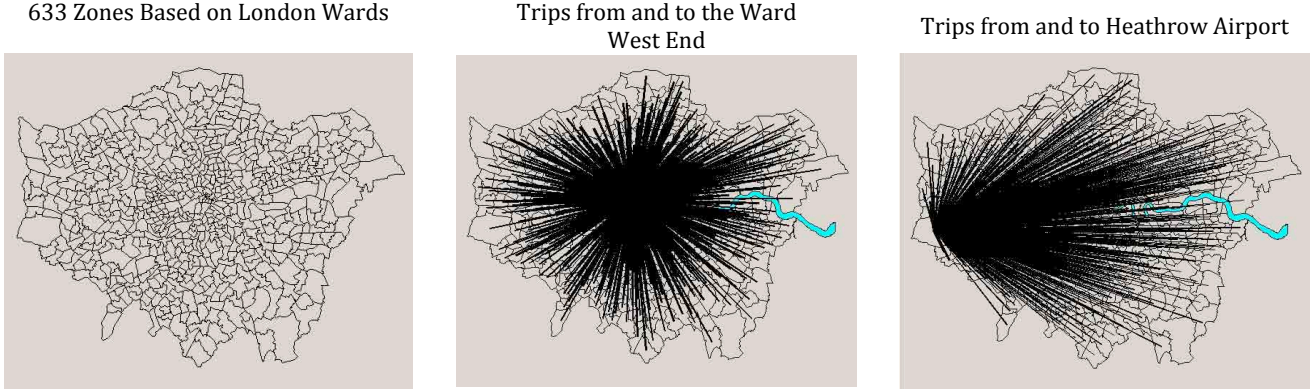 633 Zones Based on London Wards
Trips from and to the Ward
West End
Trips from and to Heathrow Airport